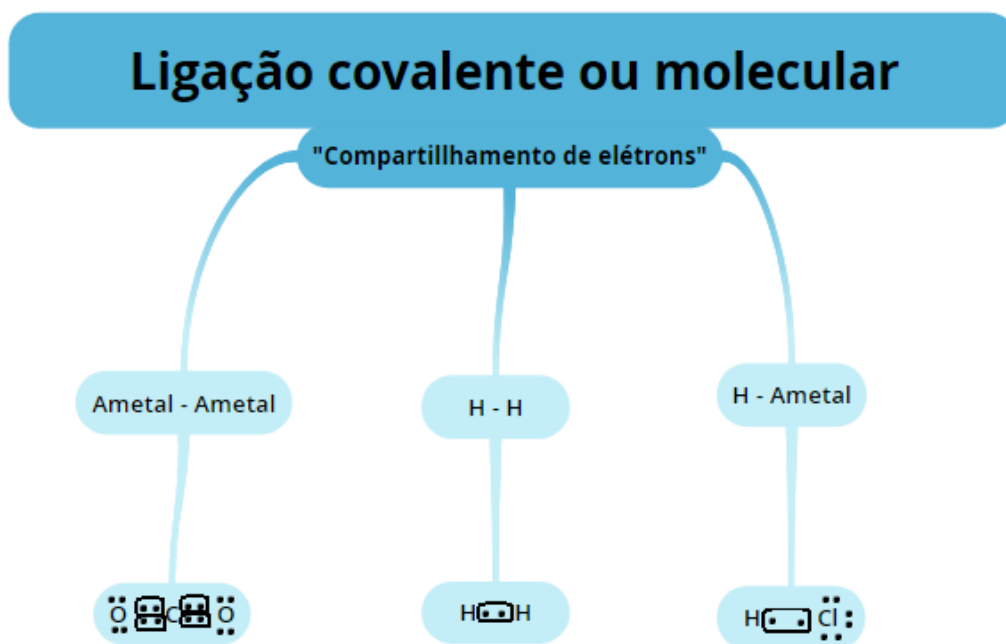 Ligação covalente ou molecular
"Compartillhamento de elétrons"
Ametal - Ametal
H - H
H - Ametal
O C O
H H
H Cl